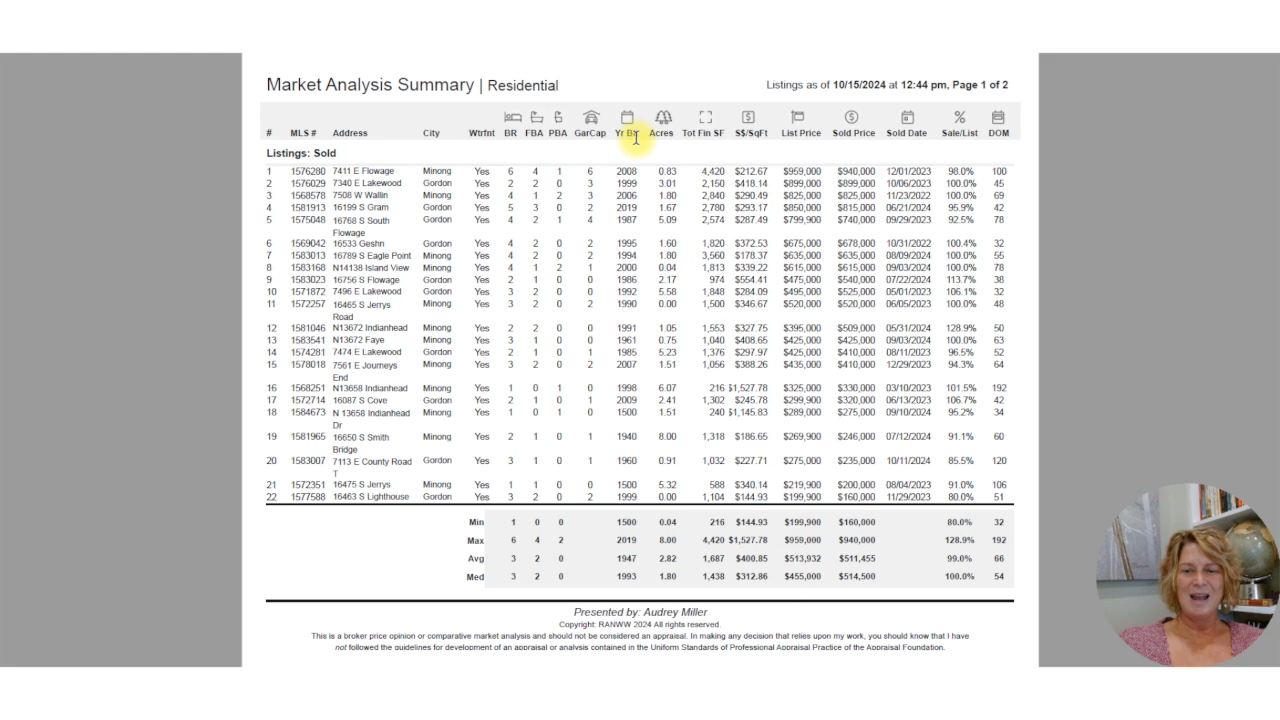 Market Analysis Summary | Residential
Listings as of 10/15/2024 at 12:44 pm, Page 1 of 2
# MLS # Address City Wtrfnt BR FBA PBA GarCap Yr Blt Acres Tot Fin SF S$/SqFt List Price Sold Price Sold Date Sale/List DOM
Listings: Sold
1 1576280 7411 E Flowage Minong Yes 6 4 1 6 2008 0.83 4,420 $212.67 $959,000 $940,000 12/01/2023 98.0% 100
2 1576029 7340 E Lakewood Gordon Yes 2 2 0 3 1999 3.01 2,150 $418.14 $899,000 $899,000 10/06/2023 100.0% 45
3 1568578 7508 W Wallin Minong Yes 4 1 2 3 2006 1.80 2,840 $290.49 $825,000 $825,000 11/23/2022 100.0% 69
4 1581913 16199 S Gram Gordon Yes 5 3 0 2 2019 1.67 2,780 $293.17 $850,000 $815,000 06/21/2024 95.9% 42
5 1575048 16768 S South Gordon Yes 4 2 1 4 1987 5.09 2,574 $287.49 $799,900 $740,000 09/29/2023 92.5% 78
Flowage
6 1569042 16533 Geshn Gordon Yes 4 2 0 2 1995 1.60 1,820 $372.53 $675,000 $678,000 10/31/2022 100.4% 32
7 1583013 16789 S Eagle Point Minong Yes 4 2 0 2 1994 1.80 3,560 $178.37 $635,000 $635,000 08/09/2024 100.0% 55
8 1583168 N14138 Island View Minong Yes 4 1 2 1 2000 0.04 1,813 $339.22 $615,000 $615,000 09/03/2024 100.0% 78
9 1583023 16756 S Flowage Gordon Yes 2 1 0 0 1986 2.17 974 $554.41 $475,000 $540,000 07/22/2024 113.7% 38
10 1571872 7496 E Lakewood Gordon Yes 3 2 0 0 1992 5.58 1,848 $284.09 $495,000 $525,000 05/01/2023 106.1% 32
11 1572257 16465 S Jerrys Minong Yes 3 2 0 2 1990 0.00 1,500 $346.67 $520,000 $520,000 06/05/2023 100.0% 48
Road
12 1581046 N13672 Indianhead Minong Yes 2 2 0 0 1991 1.05 1,553 $327.75 $395,000 $509,000 05/31/2024 128.9% 50
13 1583541 N13672 Faye Minong Yes 3 1 0 0 1961 0.75 1,040 $408.65 $425,000 $425,000 09/03/2024 100.0% 63
14 1574281 7474 E Lakewood Gordon Yes 2 1 0 1 1985 5.23 1,376 $297.97 $425,000 $410,000 08/11/2023 96.5% 52
15 1578018 7561 E Journeys Minong Yes 3 2 0 2 2007 1.51 1,056 $388.26 $435,000 $410,000 12/29/2023 94.3% 64
End
16 1568251 N13658 Indianhead Minong Yes 1 0 1 0 1998 6.07 216 $1,527.78 $325,000 $330,000 03/10/2023 101.5% 192
17 1572714 16087 S Cove Gordon Yes 2 1 0 1 2009 2.41 1,302 $245.78 $299,900 $320,000 06/13/2023 106.7% 42
18 1584673 N 13658 Indianhead Minong Yes 1 0 1 0 1500 1.51 240 $1,145.83 $289,000 $275,000 09/10/2024 95.2% 34
Dr
19 1581965 16650 S Smith Minong Yes 2 1 0 1 1940 8.00 1,318 $186.65 $269,900 $246,000 07/12/2024 91.1% 60
Bridge
20 1583007 7113 E County Road Gordon Yes 3 1 0 1 1960 0.91 1,032 $227.71 $275,000 $235,000 10/11/2024 85.5% 120
T
21 1572351 16475 S Jerrys Minong Yes 1 1 0 0 1500 5.32 588 $340.14 $219,900 $200,000 08/04/2023 91.0% 106
22 1577588 16463 S Lighthouse Gordon Yes 3 2 0 2 1999 0.00 1,104 $144.93 $199,900 $160,000 11/29/2023 80.0% 51
Min 1 0 0 1500 0.04 216 $144.93 $199,900 $160,000 80.0% 32
Max 6 4 2 2019 8.00 4,420 $1,527.78 $959,000 $940,000 128.9% 192
Avg 3 2 0 1947 2.82 1,687 $400.85 $513,932 $511,455 99.0% 66
Med 3 2 0 1993 1.80 1,438 $312.86 $455,000 $514,500 100.0% 54
Presented by: Audrey Miller
Copyright: RANWW 2024 All rights reserved.
This is a broker price opinion or comparative market analysis and should not be considered an appraisal. In making any decision that relies upon my work, you should know that I have
not followed the guidelines for development of an appraisal or analysis contained in the Uniform Standards of Professional Appraisal Practice of the Appraisal Foundation.